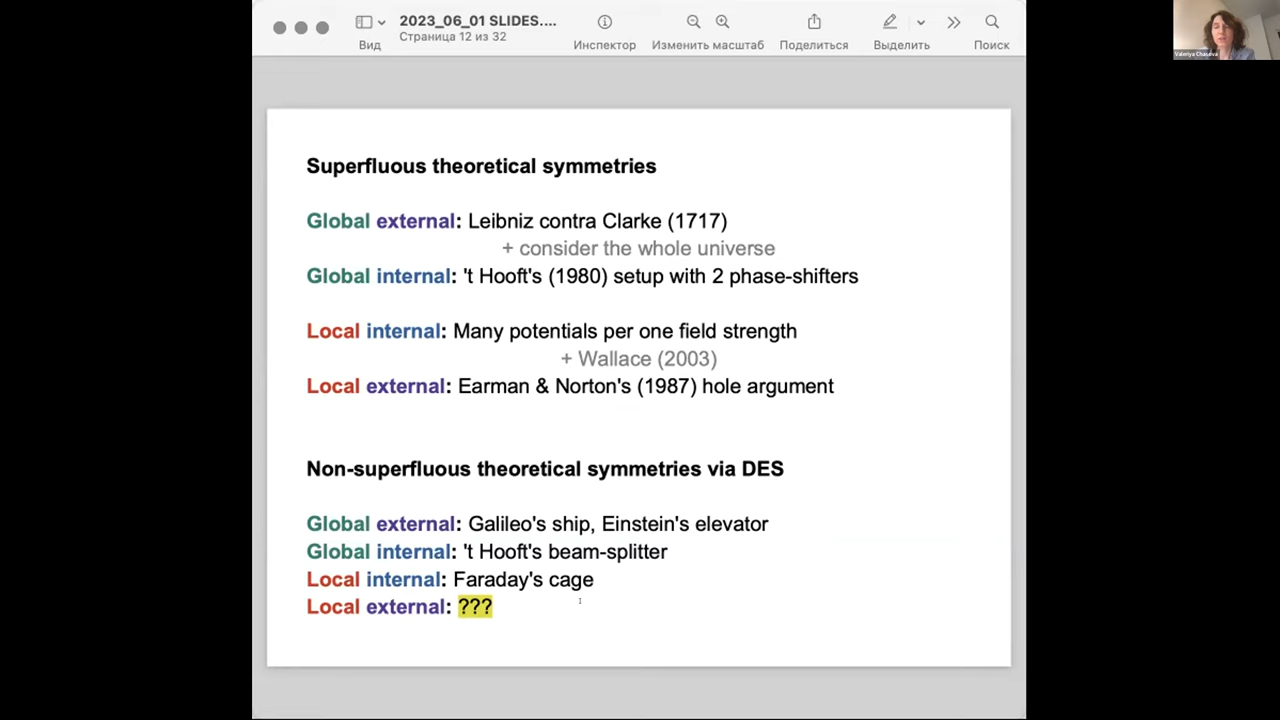 2023_06_01 SLIDES....
Страница 12 из 32
Вид
Инспектор
Изменить масштаб
Поделиться
Выделить
Поиск
Valeriya Chasova
Superfluous theoretical symmetries
Global external: Leibniz contra Clarke (1717)
+ consider the whole universe
Global internal: 't Hooft's (1980) setup with 2 phase-shifters
Local internal: Many potentials per one field strength
+ Wallace (2003)
Local external: Earman & Norton's (1987) hole argument
Non-superfluous theoretical symmetries via DES
Global external: Galileo's ship, Einstein's elevator
Global internal: 't Hooft's beam-splitter
Local internal: Faraday's cage
Local external: ???